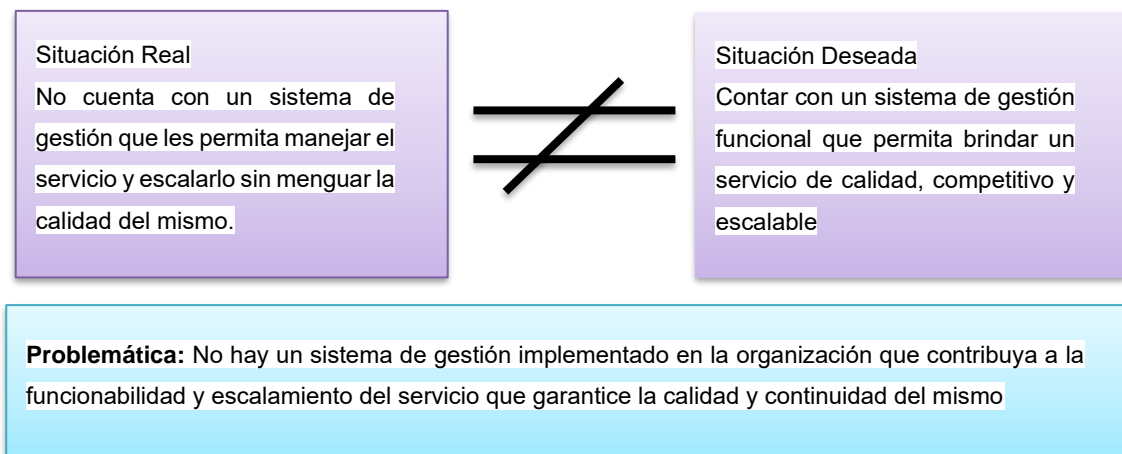 Situación Real
No cuenta con un sistema de
gestión que les permita manejar el
servicio y escalarlo sin menguar la
calidad del mismo.
Situación Deseada
Contar con un sistema de gestión
funcional que permita brindar un
servicio de calidad, competitivo y
escalable
Problemática: No hay un sistema de gestión implementado en la organización que contribuya a la
funcionabilidad y escalamiento del servicio que garantice la calidad y continuidad del mismo